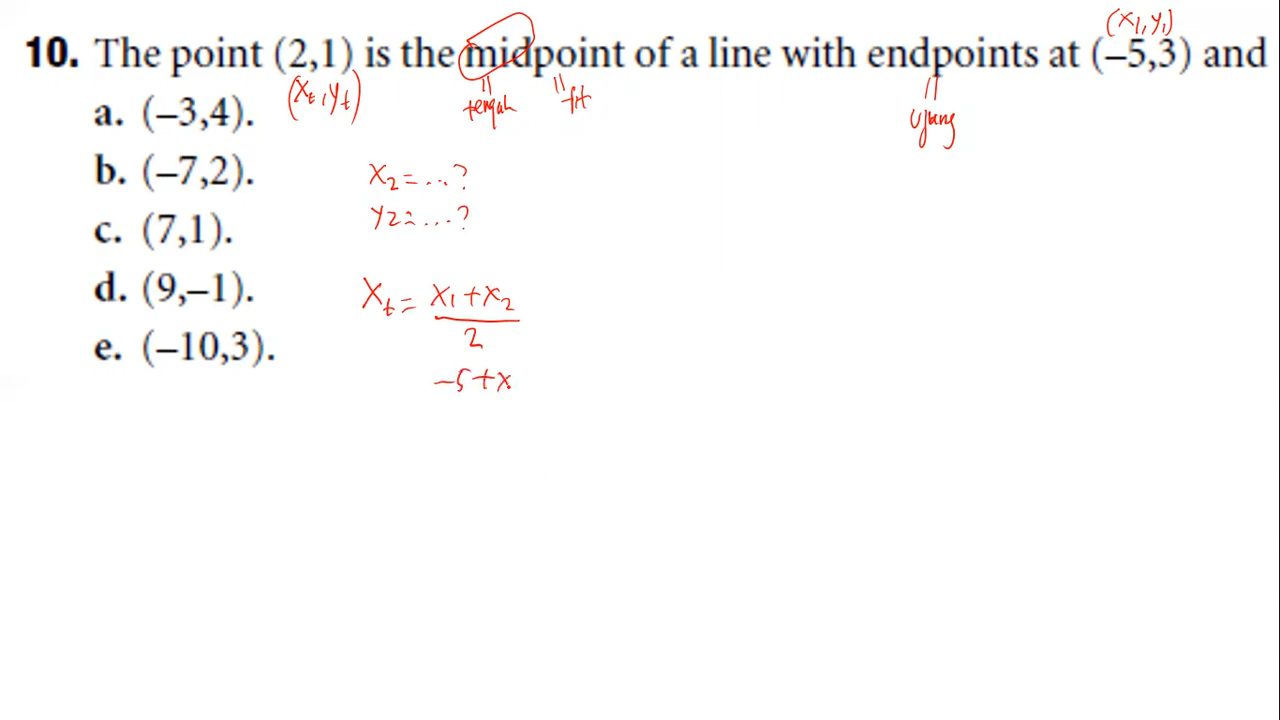 (x₁, y₁)
10. The point (2,1) is the midpoint of a line with endpoints at (–5,3) and
(xₜ, yₜ)
tengah
ujung
a. (–3,4).
b. (–7,2).
c. (7,1).
d. (9,–1).
e. (–10,3).
x₂ = ...?
y₂ = ...?
xₜ = x₁ + x₂
2
–5 + x